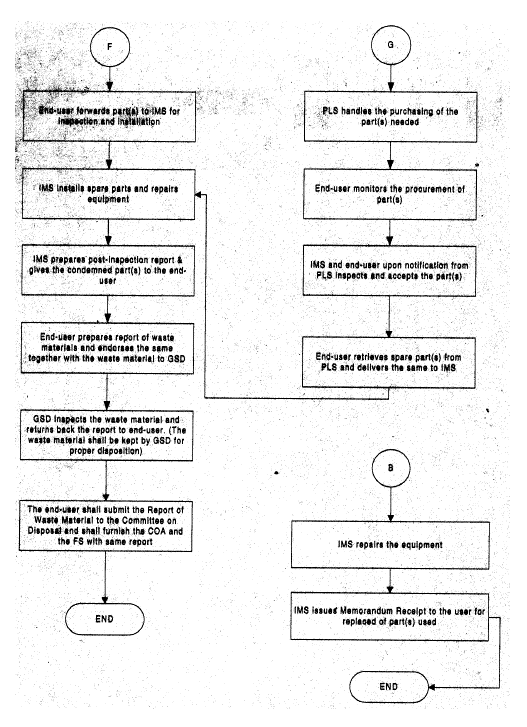 F
End-user forwards part(s) to IMS for
inspection and installation
IMS installs spare parts and repairs
equipment
IMS prepares post-inspection report &
gives the condemned part(s) to the end-
user
End-user prepares report of waste
materials and endorses the same
together with the waste material to GSD
GSD inspects the waste material and
returns back the report to end-user. (The
waste material shall be kept by GSD for
proper disposition)
The end-user shall submit the Report of
Waste Material to the Committee on
Disposal and shall furnish the COA and
the FS with same report
END
G
PLS handles the purchasing of the
part(s) needed
End-user monitors the procurement of
part(s)
IMS and end-user upon notification from
PLS inspects and accepts the part(s)
End-user retrieves spare part(s) from
PLS and delivers the same to IMS
B
IMS repairs the equipment
IMS issues Memorandum Receipt to the user for
replaced of part(s) used
END